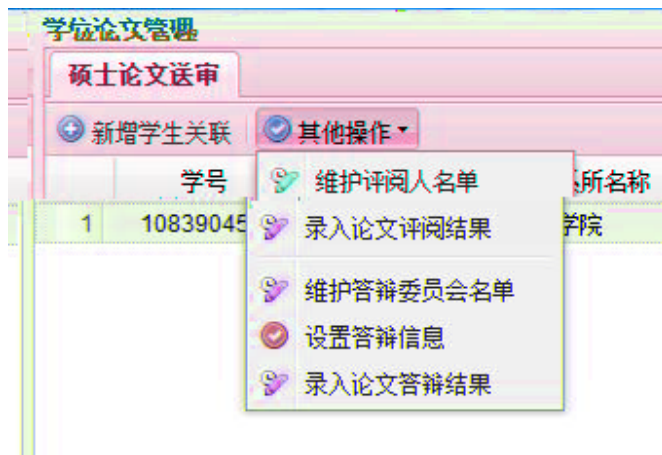 学位论文管理
硕士论文送审
新增学生关联 其他操作
学号 所名称
1 10839045 学院
维护评阅人名单
录入论文评阅结果
维护答辩委员会名单
设置答辩信息
录入论文答辩结果